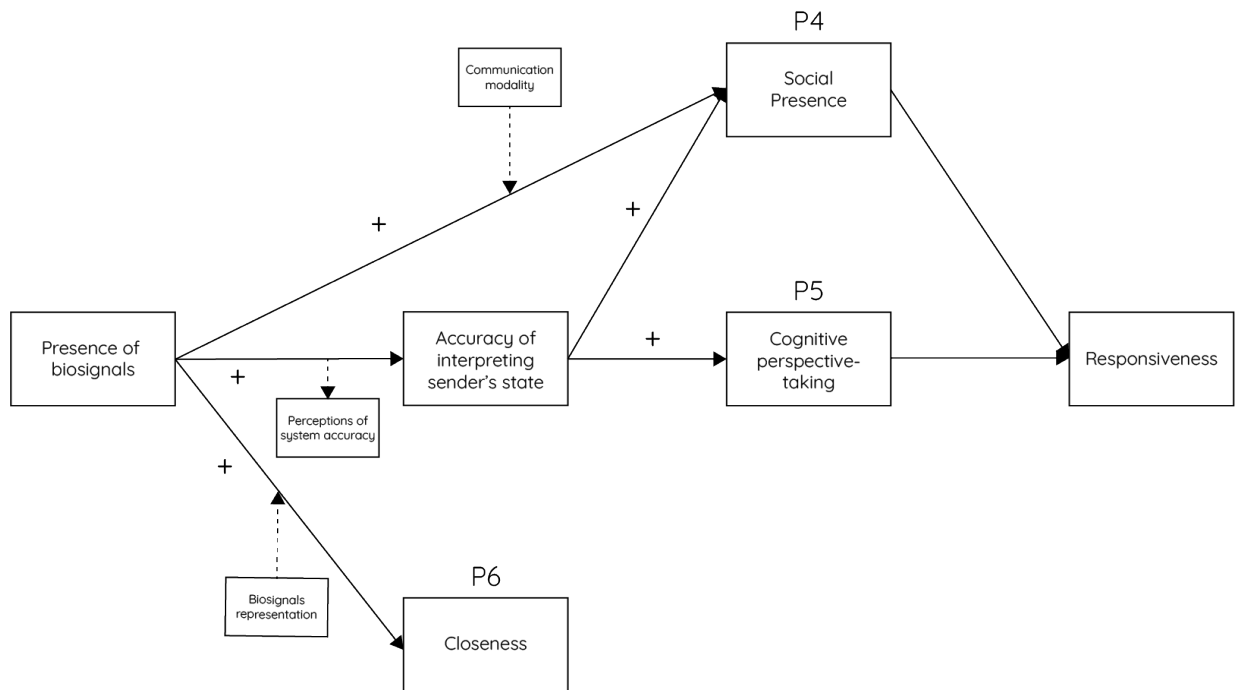 P4
Communication
modality
Social
Presence
+
+
P5
Presence of
biosignals
Accuracy of
interpreting
sender's state
+
Cognitive
perspective-
taking
Responsiveness
+
Perceptions of
system accuracy
+
P6
Biosignals
representation
Closeness